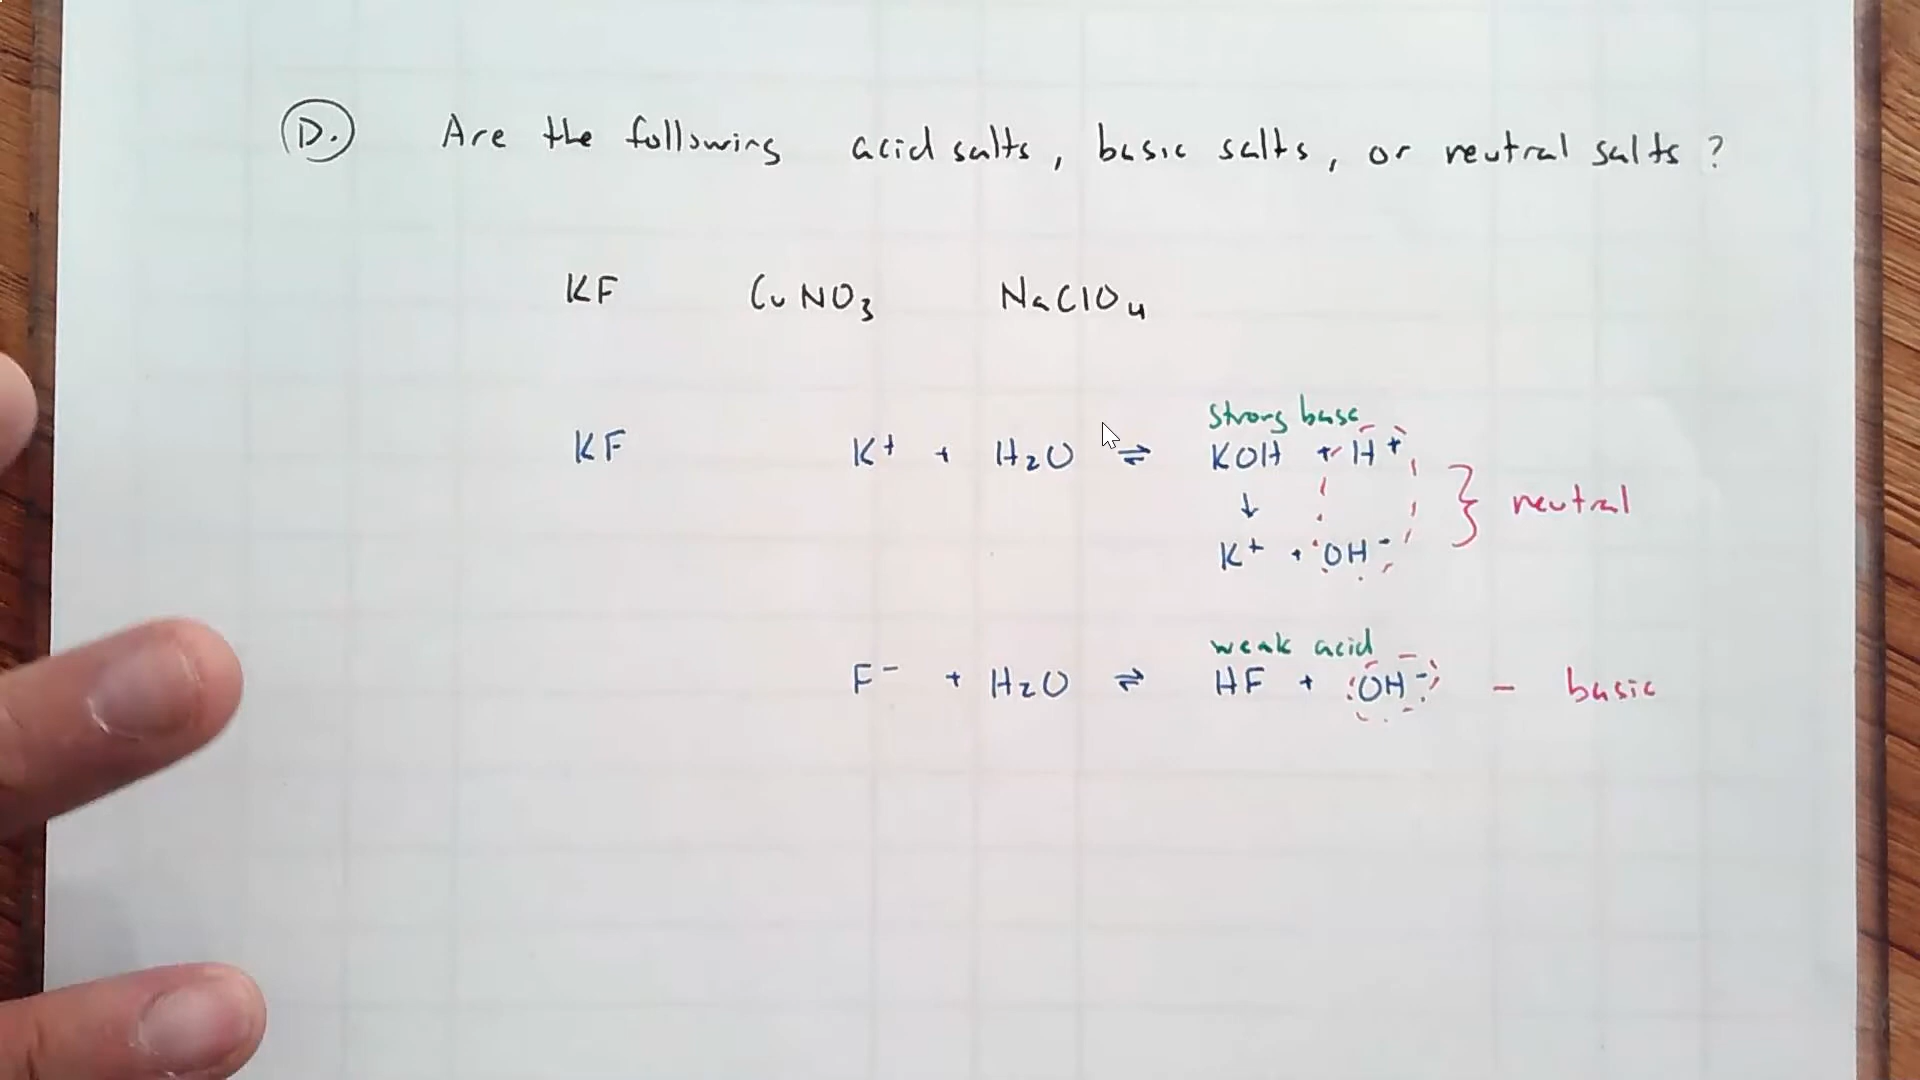 D. Are the following acid salts, basic salts, or neutral salts ?
KF CuNO₃ NaClO₄
strong base
KF K⁺ + H₂O ⇌ KOH + H⁺
} neutral
↓
K⁺ + OH⁻
weak acid
F⁻ + H₂O ⇌ HF + OH⁻ - basic